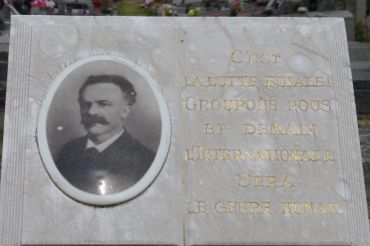 C'EST
LA LUTTE FINALE!
GROUPONS NOUS
ET DEMAIN
L'INTERNATIONALE
SERA
LE GENRE HUMAIN